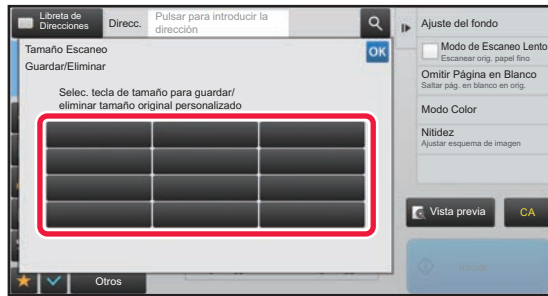 Libreta de
Direcciones
Direcc.
Pulsar para introducir la
dirección
Tamaño Escaneo
OK
Guardar/Eliminar
Selec. tecla de tamaño para guardar/
eliminar tamaño original personalizado
Otros
Ajuste del fondo
Modo de Escaneo Lento
Escanear orig. papel fino
Omitir Página en Blanco
Saltar pág. en blanco en orig.
Modo Color
Nitidez
Ajustar esquema de imagen
Vista previa
CA